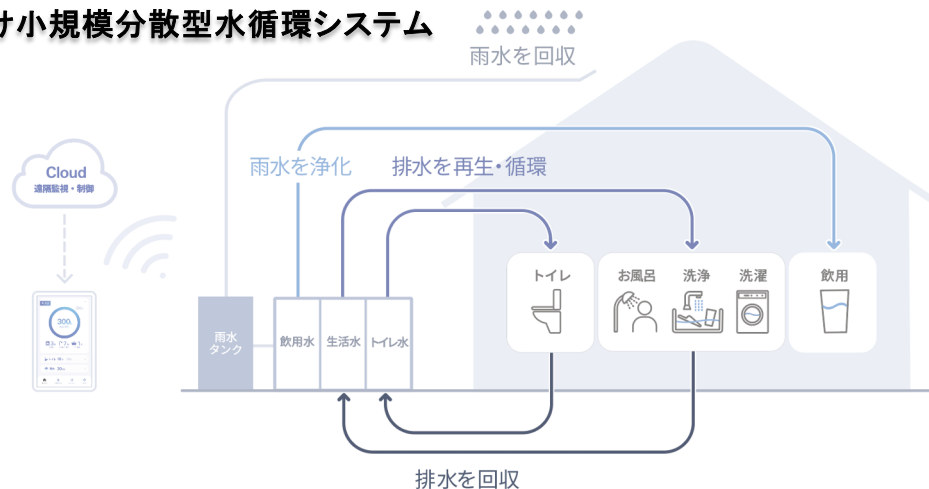 け小規模分散型水循環システム
雨水を回収
雨水を浄化
排水を再生・循環
Cloud
遠隔監視・制御
トイレ
お風呂
洗浄
洗濯
飲用
300
雨水
タンク
飲用水
生活水
トイレ水
排水を回収